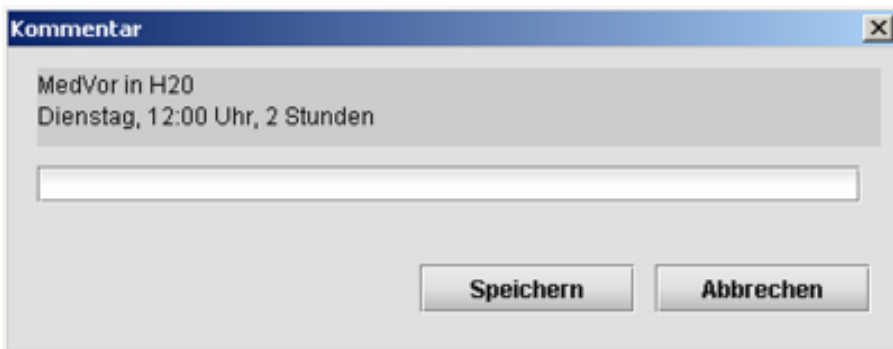 Kommentar
MedVor in H20
Dienstag, 12:00 Uhr, 2 Stunden
Speichern
Abbrechen